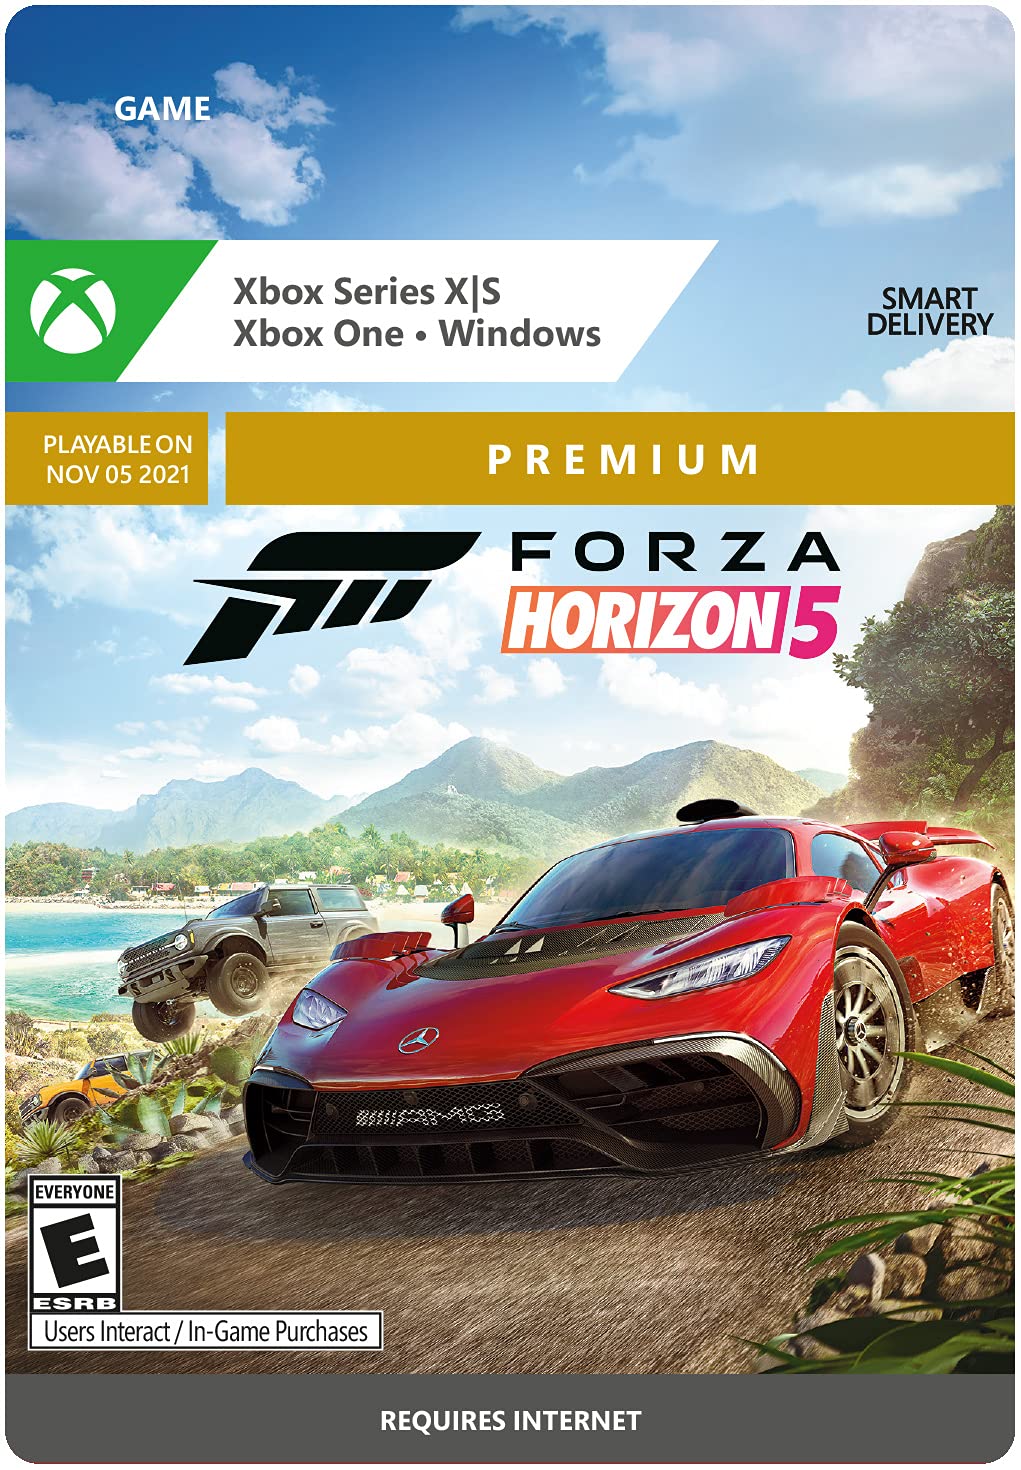 GAME
Xbox Series X|S
Xbox One • Windows
SMART
DELIVERY
PLAYABLE ON
NOV 05 2021
PREMIUM
FORZA
HORIZON 5
AMG
EVERYONE
E
ESRB
Users Interact / In-Game Purchases
REQUIRES INTERNET